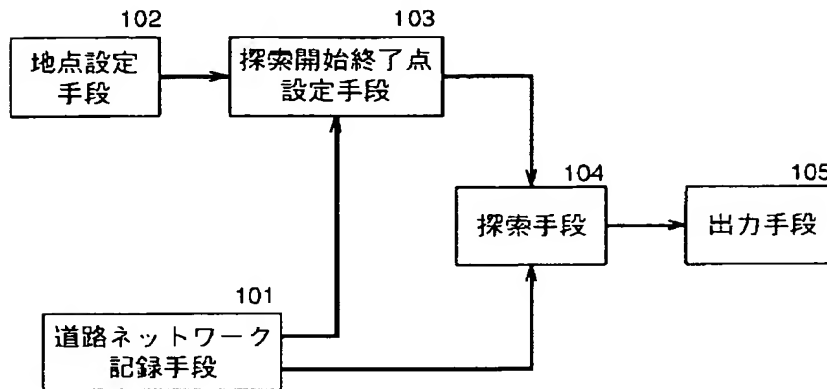 102
地点設定
手段
103
探索開始終了点
設定手段
104
探索手段
105
出力手段
101
道路ネットワーク
記録手段